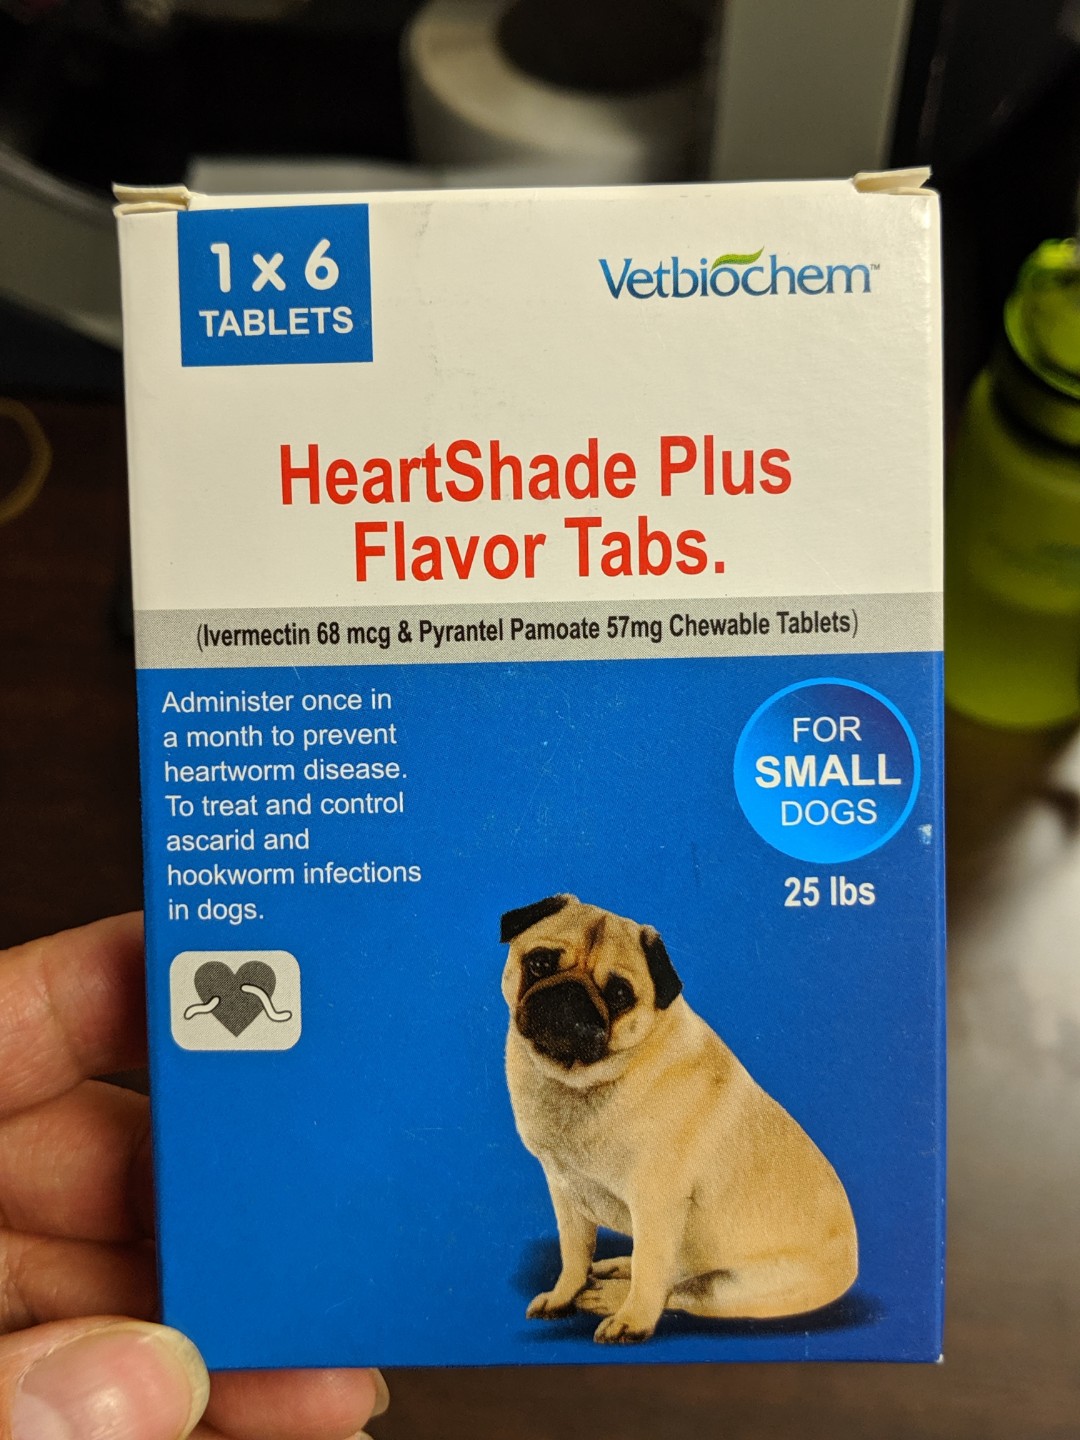 1 x 6
TABLETS
Vetbiochem™
HeartShade Plus
Flavor Tabs.
(Ivermectin 68 mcg & Pyrantel Pamoate 57mg Chewable Tablets)
Administer once in
a month to prevent
heartworm disease.
To treat and control
ascarid and
hookworm infections
in dogs.
FOR
SMALL
DOGS
25 lbs